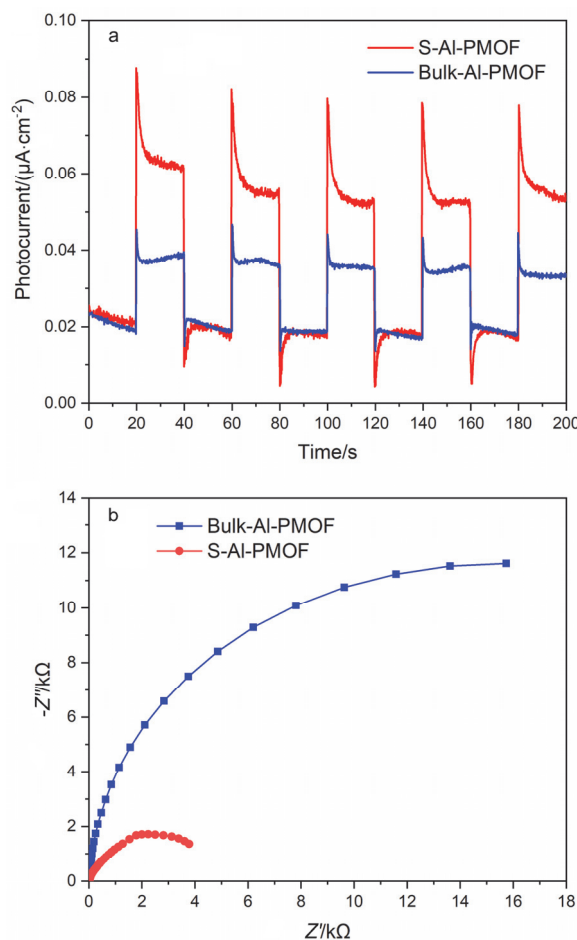 a
S-Al-PMOF
Bulk-Al-PMOF
Photocurrent/(μA·cm⁻²)
0.10
0.08
0.06
0.04
0.02
0.00
0 20 40 60 80 100 120 140 160 180 200
Time/s
b
Bulk-Al-PMOF
S-Al-PMOF
-Z″/kΩ
14
12
10
8
6
4
2
0
0 2 4 6 8 10 12 14 16 18
Z′/kΩ